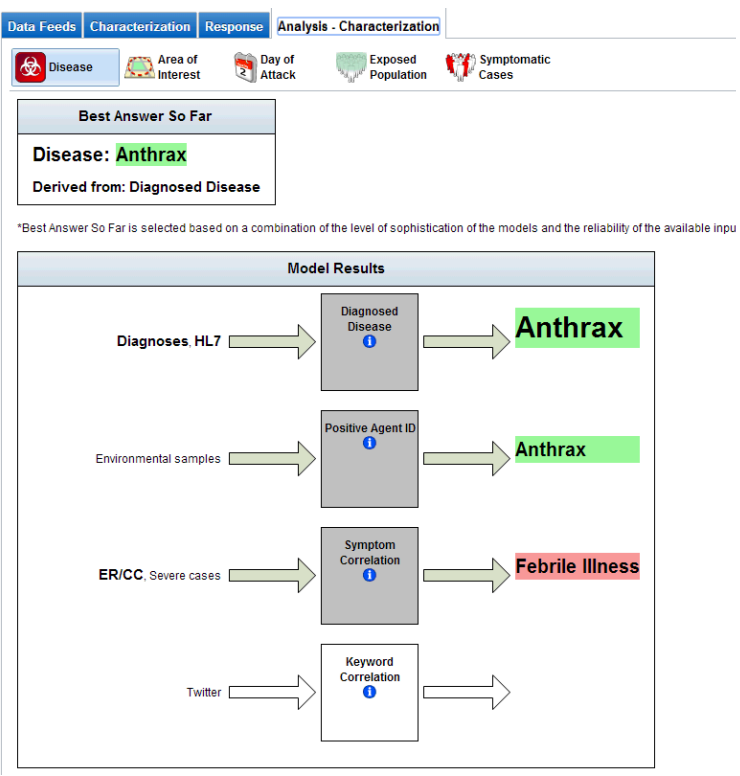 Data Feeds Characterization Response Analysis - Characterization
Disease
Area of
Interest
2
Day of
Attack
Exposed
Population
Symptomatic
Cases
Best Answer So Far
Disease: Anthrax
Derived from: Diagnosed Disease
*Best Answer So Far is selected based on a combination of the level of sophistication of the models and the reliability of the available inpu
Model Results
Diagnoses, HL7
Diagnosed
Disease
i
Anthrax
Environmental samples
Positive Agent ID
i
Anthrax
ER/CC, Severe cases
Symptom
Correlation
i
Febrile Illness
Twitter
Keyword
Correlation
i